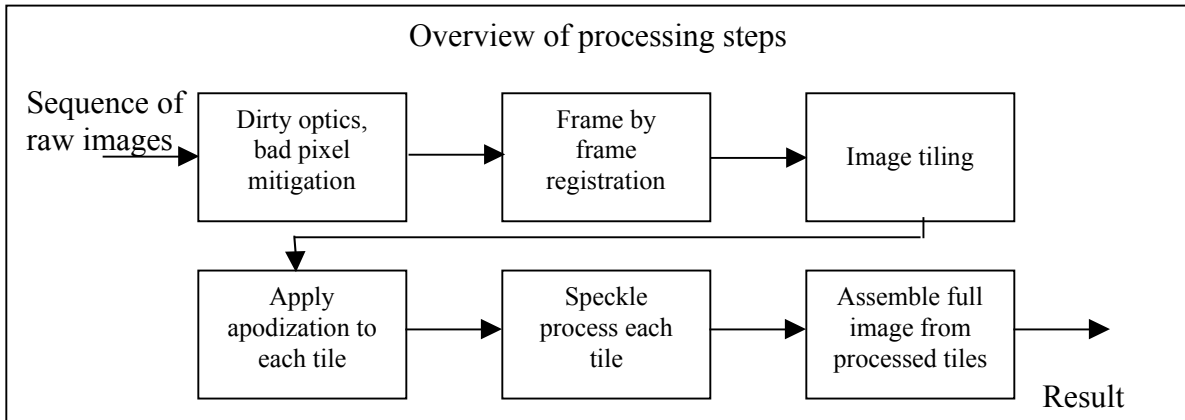 Overview of processing steps
Sequence of
raw images
Dirty optics,
bad pixel
mitigation
Frame by
frame
registration
Image tiling
Apply
apodization to
each tile
Speckle
process each
tile
Assemble full
image from
processed tiles
Result